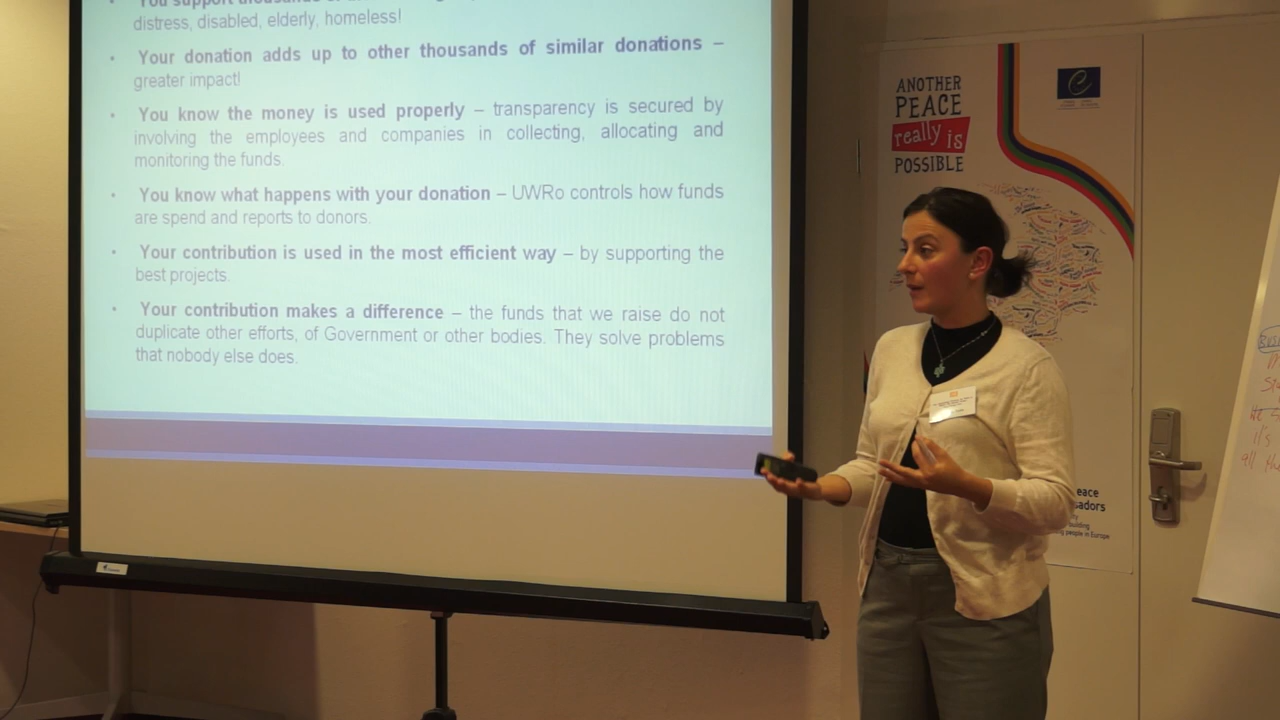 distress, disabled, elderly, homeless!
• Your donation adds up to other thousands of similar donations –
greater impact!
• You know the money is used properly – transparency is secured by
involving the employees and companies in collecting, allocating and
monitoring the funds.
• You know what happens with your donation – UWRo controls how funds
are spend and reports to donors.
• Your contribution is used in the most efficient way – by supporting the
best projects.
• Your contribution makes a difference – the funds that we raise do not
duplicate other efforts, of Government or other bodies. They solve problems
that nobody else does.
ANOTHER
PEACE
really is
POSSIBLE
eace
sadors
ilding
people in Europe